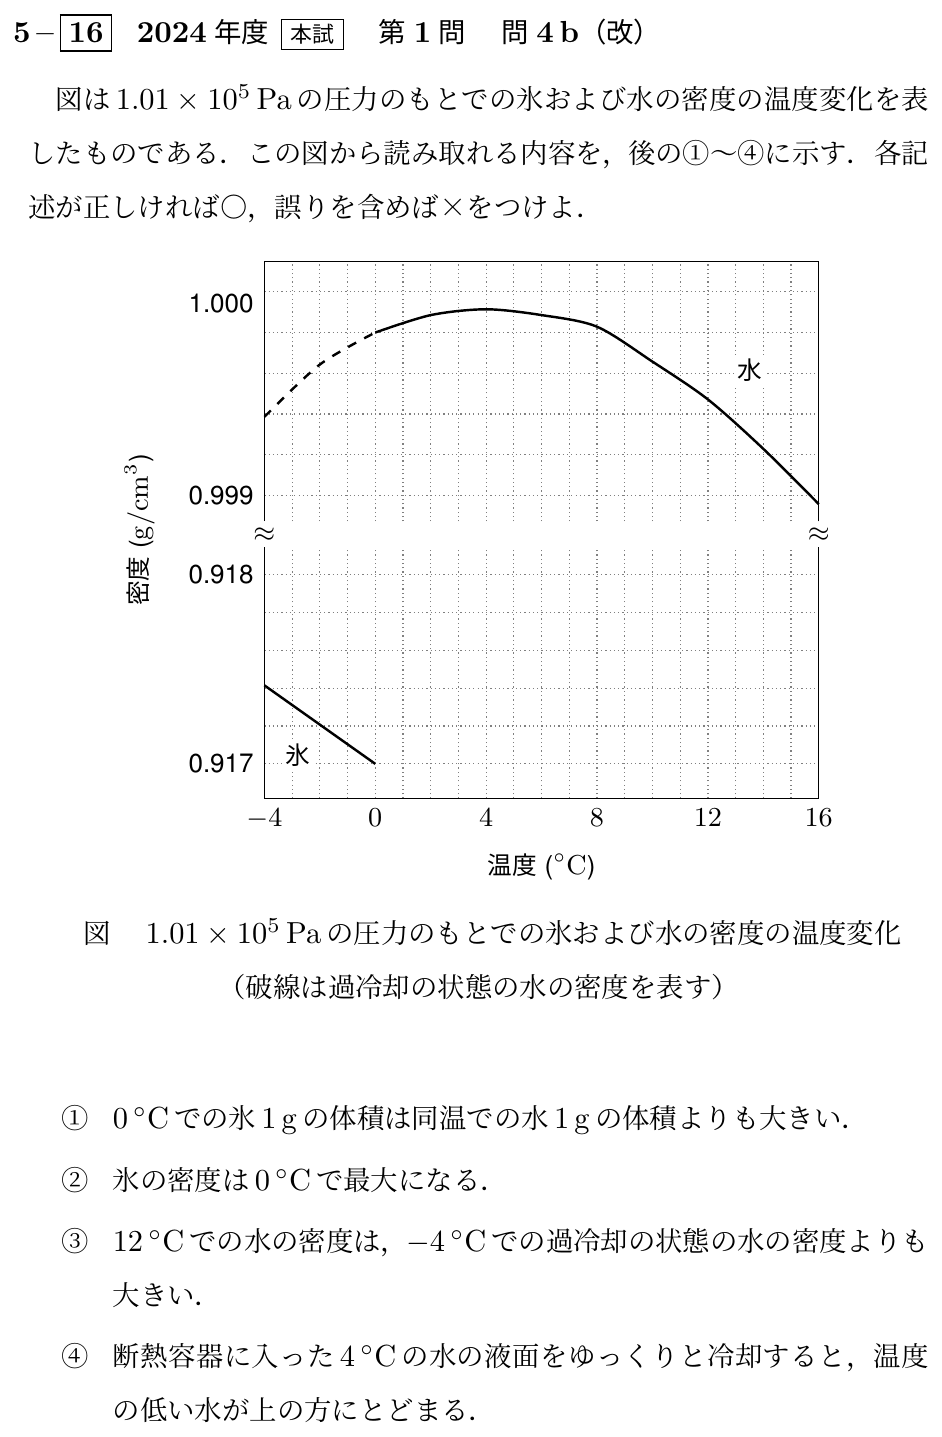 5−16 2024 年度 本試 第 1 問 問 4 b（改）
図は 1.01 × 10⁵ Pa の圧力のもとでの氷および水の密度の温度変化を表
したものである．この図から読み取れる内容を，後の①～④に示す．各記
述が正しければ○，誤りを含めば×をつけよ．
1.000
水
0.999
密度 (g/cm³)
0.918
氷
0.917
−4 0 4 8 12 16
温度 (°C)
図 1.01 × 10⁵ Pa の圧力のもとでの氷および水の密度の温度変化
（破線は過冷却の状態の水の密度を表す）
① 0 °C での氷 1 g の体積は同温での水 1 g の体積よりも大きい．
② 氷の密度は 0 °C で最大になる．
③ 12 °C での水の密度は，−4 °C での過冷却の状態の水の密度よりも
大きい．
④ 断熱容器に入った 4 °C の水の液面をゆっくりと冷却すると，温度
の低い水が上の方にとどまる．